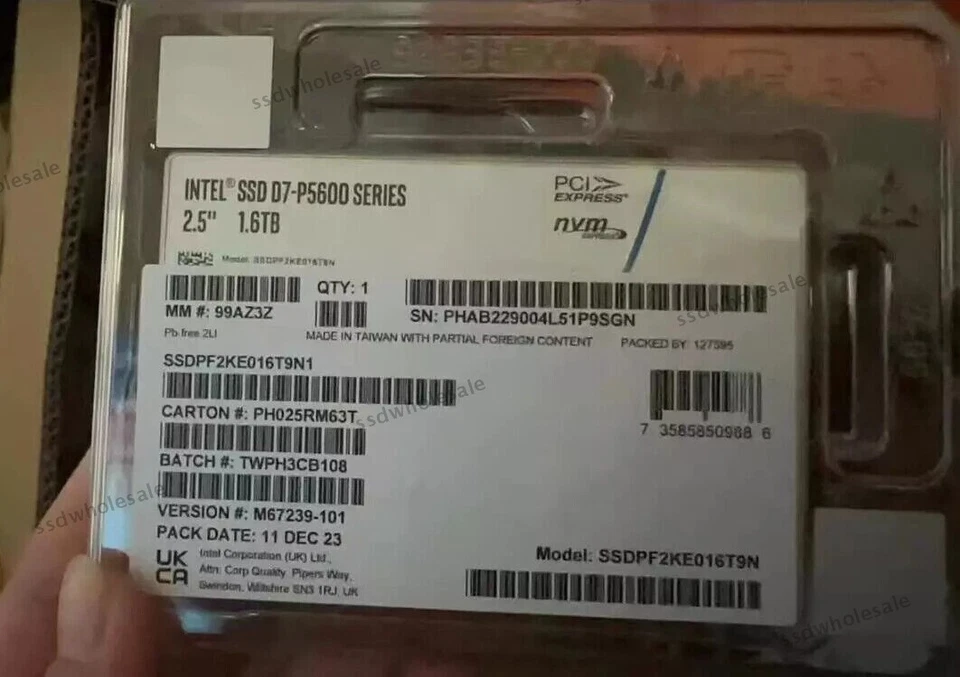 ssdwholesale
INTEL® SSD D7-P5600 SERIES
2.5" 1.6TB
PCI EXPRESS®
nvm EXPRESS
Model: SSDPF2KE016T9N
QTY: 1
MM #: 99AZ3Z
SN: PHAB229004L51P9SGN
Pb-free 2LI
MADE IN TAIWAN WITH PARTIAL FOREIGN CONTENT
PACKED BY 127595
SSDPF2KE016T9N1
CARTON #: PH025RM63T
7 3585850988 6
BATCH #: TWPH3CB108
VERSION #: M67239-101
PACK DATE: 11 DEC 23
UK CA
Intel Corporation (UK) Ltd.,
Attn: Corp Quality, Pipers Way,
Swindon, Wiltshire SN3 1RJ, UK
Model: SSDPF2KE016T9N
ssdwholesale
ssdwholesale
ssdwholesale
ssdwholesale